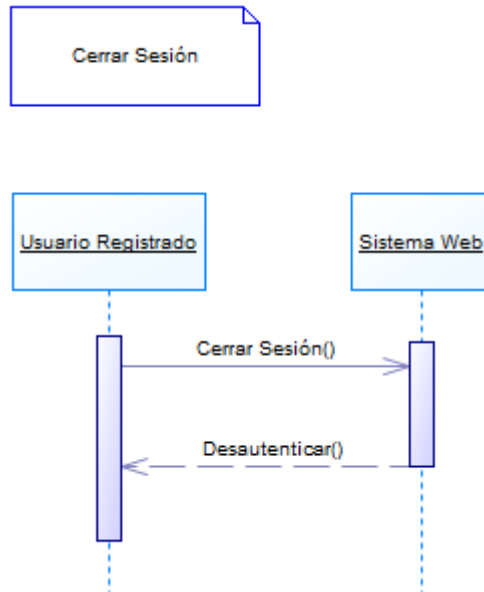 Cerrar Sesión
Usuario Registrado
Sistema Web
Cerrar Sesión()
Desautenticar()